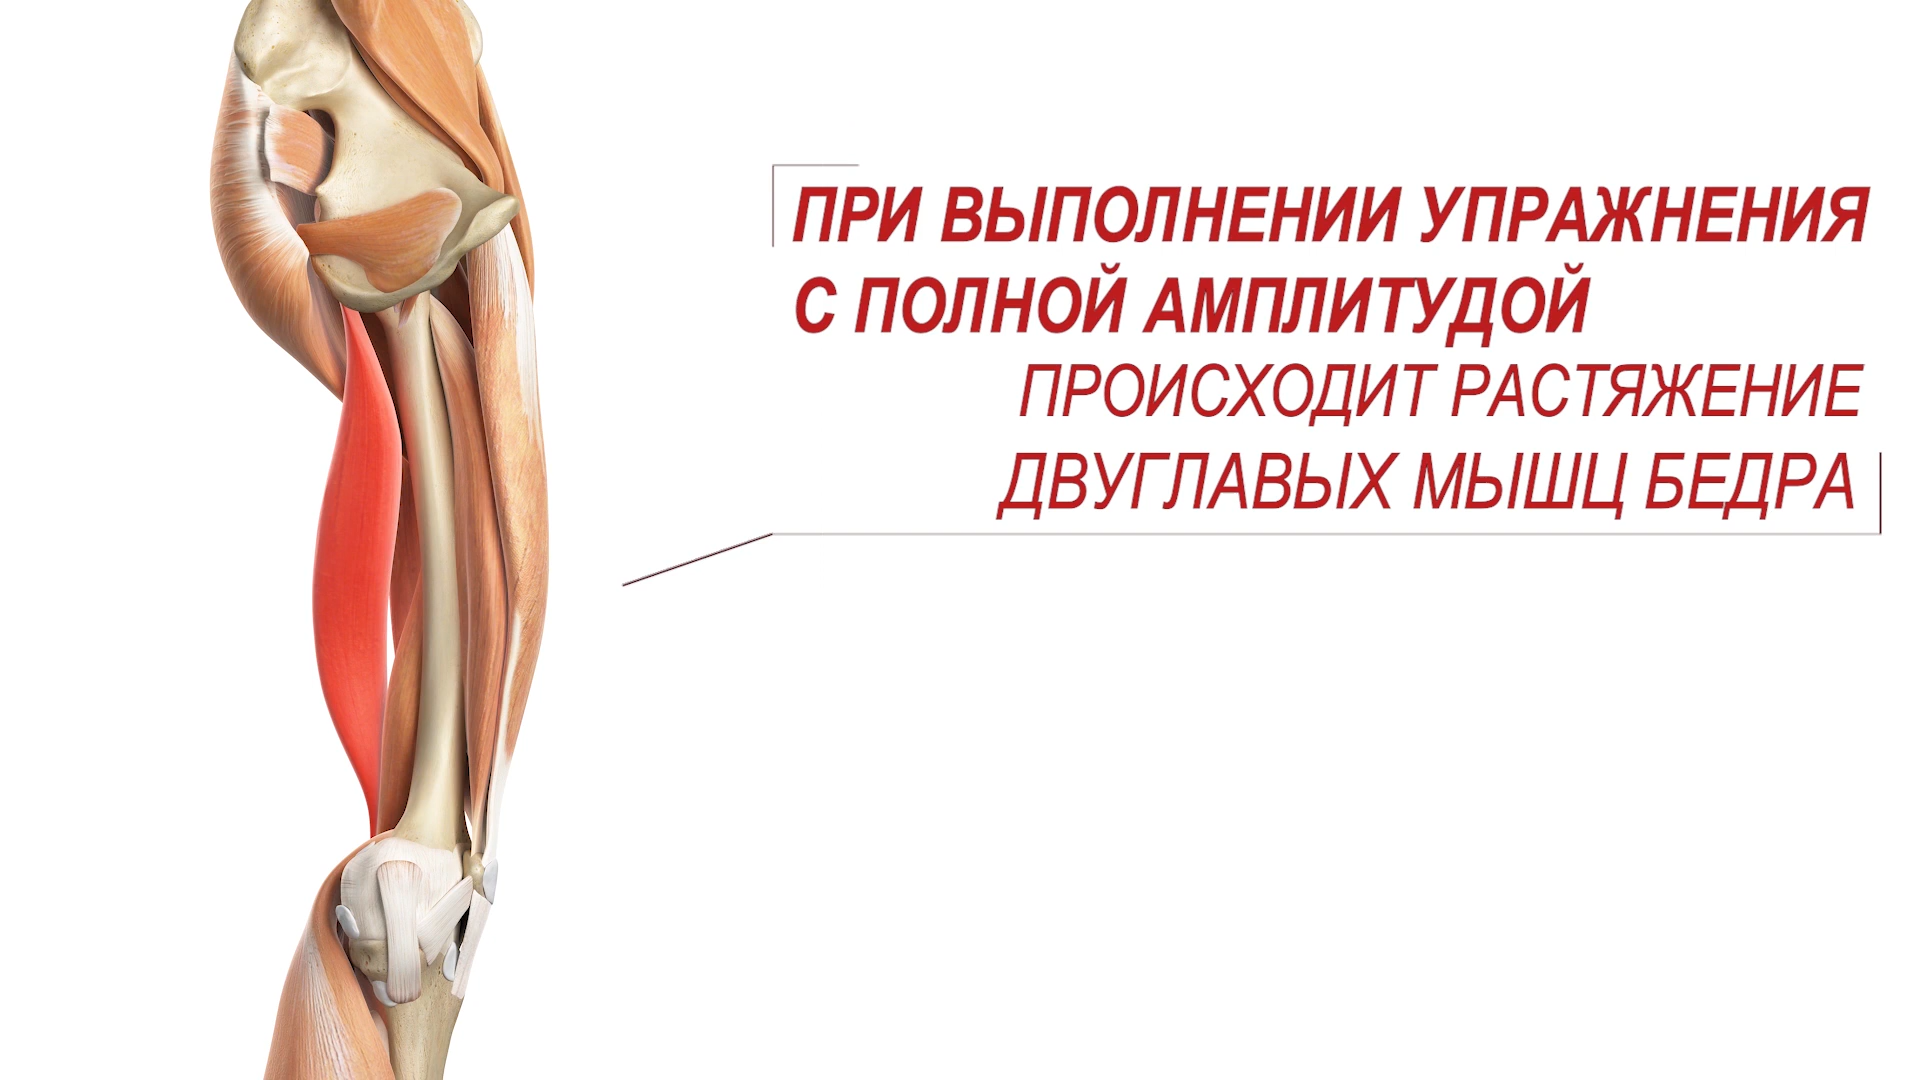 ПРИ ВЫПОЛНЕНИИ УПРАЖНЕНИЯ
С ПОЛНОЙ АМПЛИТУДОЙ
ПРОИСХОДИТ РАСТЯЖЕНИЕ
ДВУГЛАВЫХ МЫШЦ БЕДРА